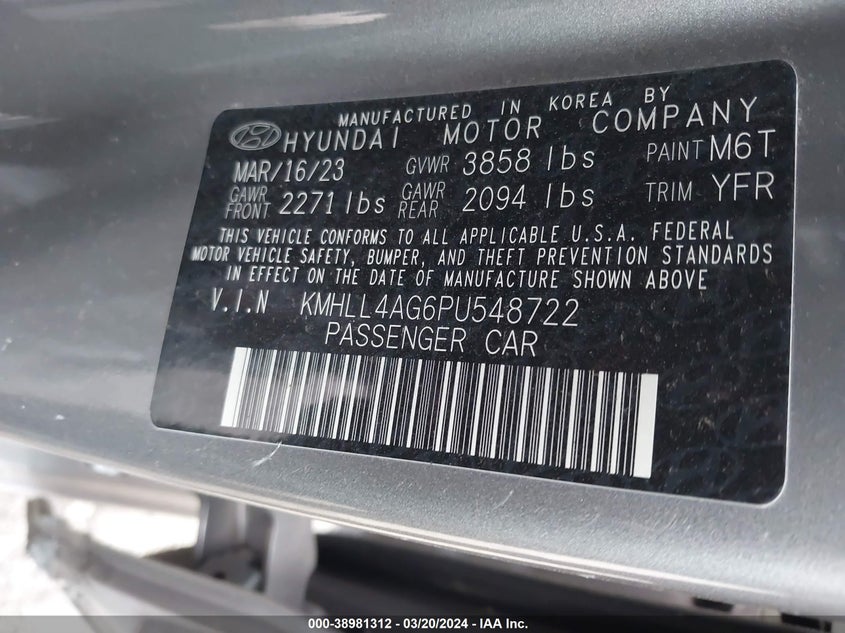 MANUFACTURED IN KOREA BY
HYUNDAI MOTOR COMPANY
MAR/16/23 GVWR 3858 lbs PAINT M6T
GAWR FRONT 2271 lbs GAWR REAR 2094 lbs TRIM YFR
THIS VEHICLE CONFORMS TO ALL APPLICABLE U.S.A. FEDERAL
MOTOR VEHICLE SAFETY, BUMPER, AND THEFT PREVENTION STANDARDS
IN EFFECT ON THE DATE OF MANUFACTURE SHOWN ABOVE
V.I.N KMHLL4AG6PU548722
PASSENGER CAR
000-38981312 - 03/20/2024 - IAA Inc.